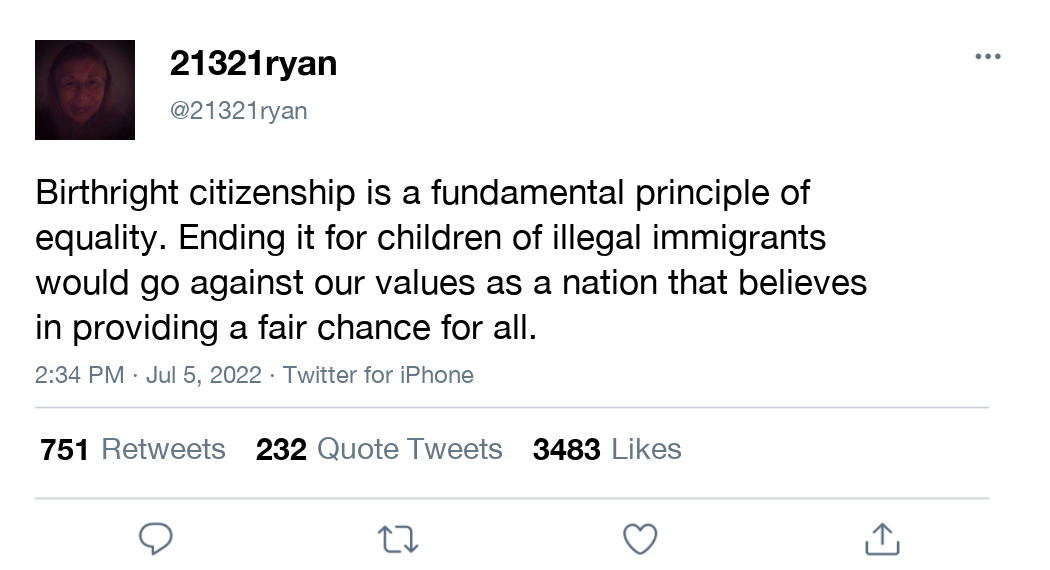 21321ryan
@21321ryan
Birthright citizenship is a fundamental principle of
equality. Ending it for children of illegal immigrants
would go against our values as a nation that believes
in providing a fair chance for all.
2:34 PM · Jul 5, 2022 · Twitter for iPhone
751 Retweets 232 Quote Tweets 3483 Likes